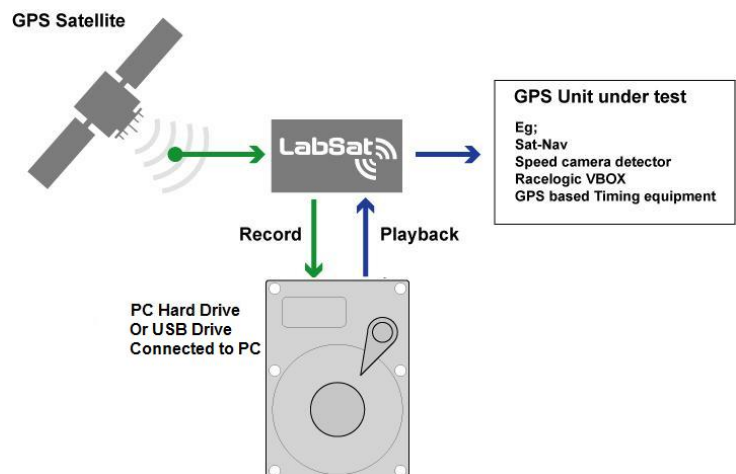 GPS Satellite
LabSat
GPS Unit under test
Eg;
Sat-Nav
Speed camera detector
Racelogic VBOX
GPS based Timing equipment
Record
Playback
PC Hard Drive
Or USB Drive
Connected to PC